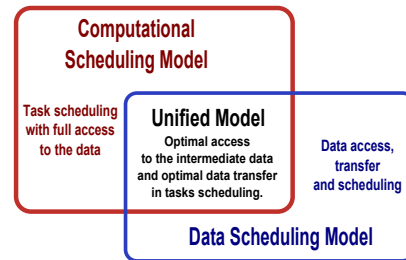 Computational
Scheduling Model
Task scheduling
with full access
to the data
Unified Model
Optimal access
to the intermediate data
and optimal data transfer
in tasks scheduling.
Data access,
transfer
and scheduling
Data Scheduling Model